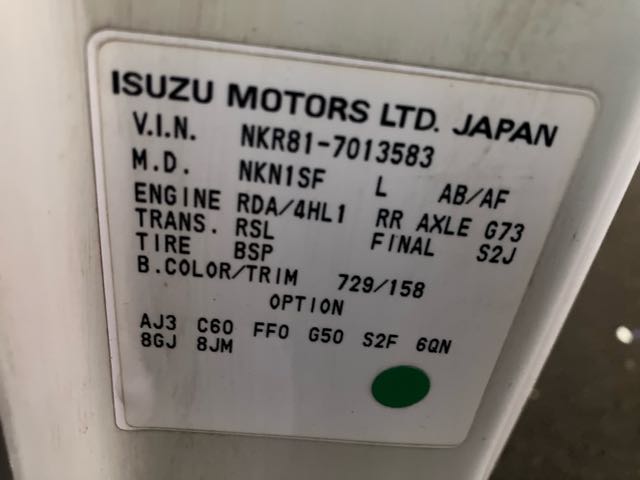 ISUZU MOTORS LTD. JAPAN
V.I.N. NKR81-7013583
M.D. NKN1SF L AB/AF
ENGINE RDA/4HL1 RR AXLE G73
TRANS. RSL FINAL S2J
TIRE BSP
B.COLOR/TRIM 729/158
OPTION
AJ3 C60 FF0 G50 S2F 6QN
8GJ 8JM